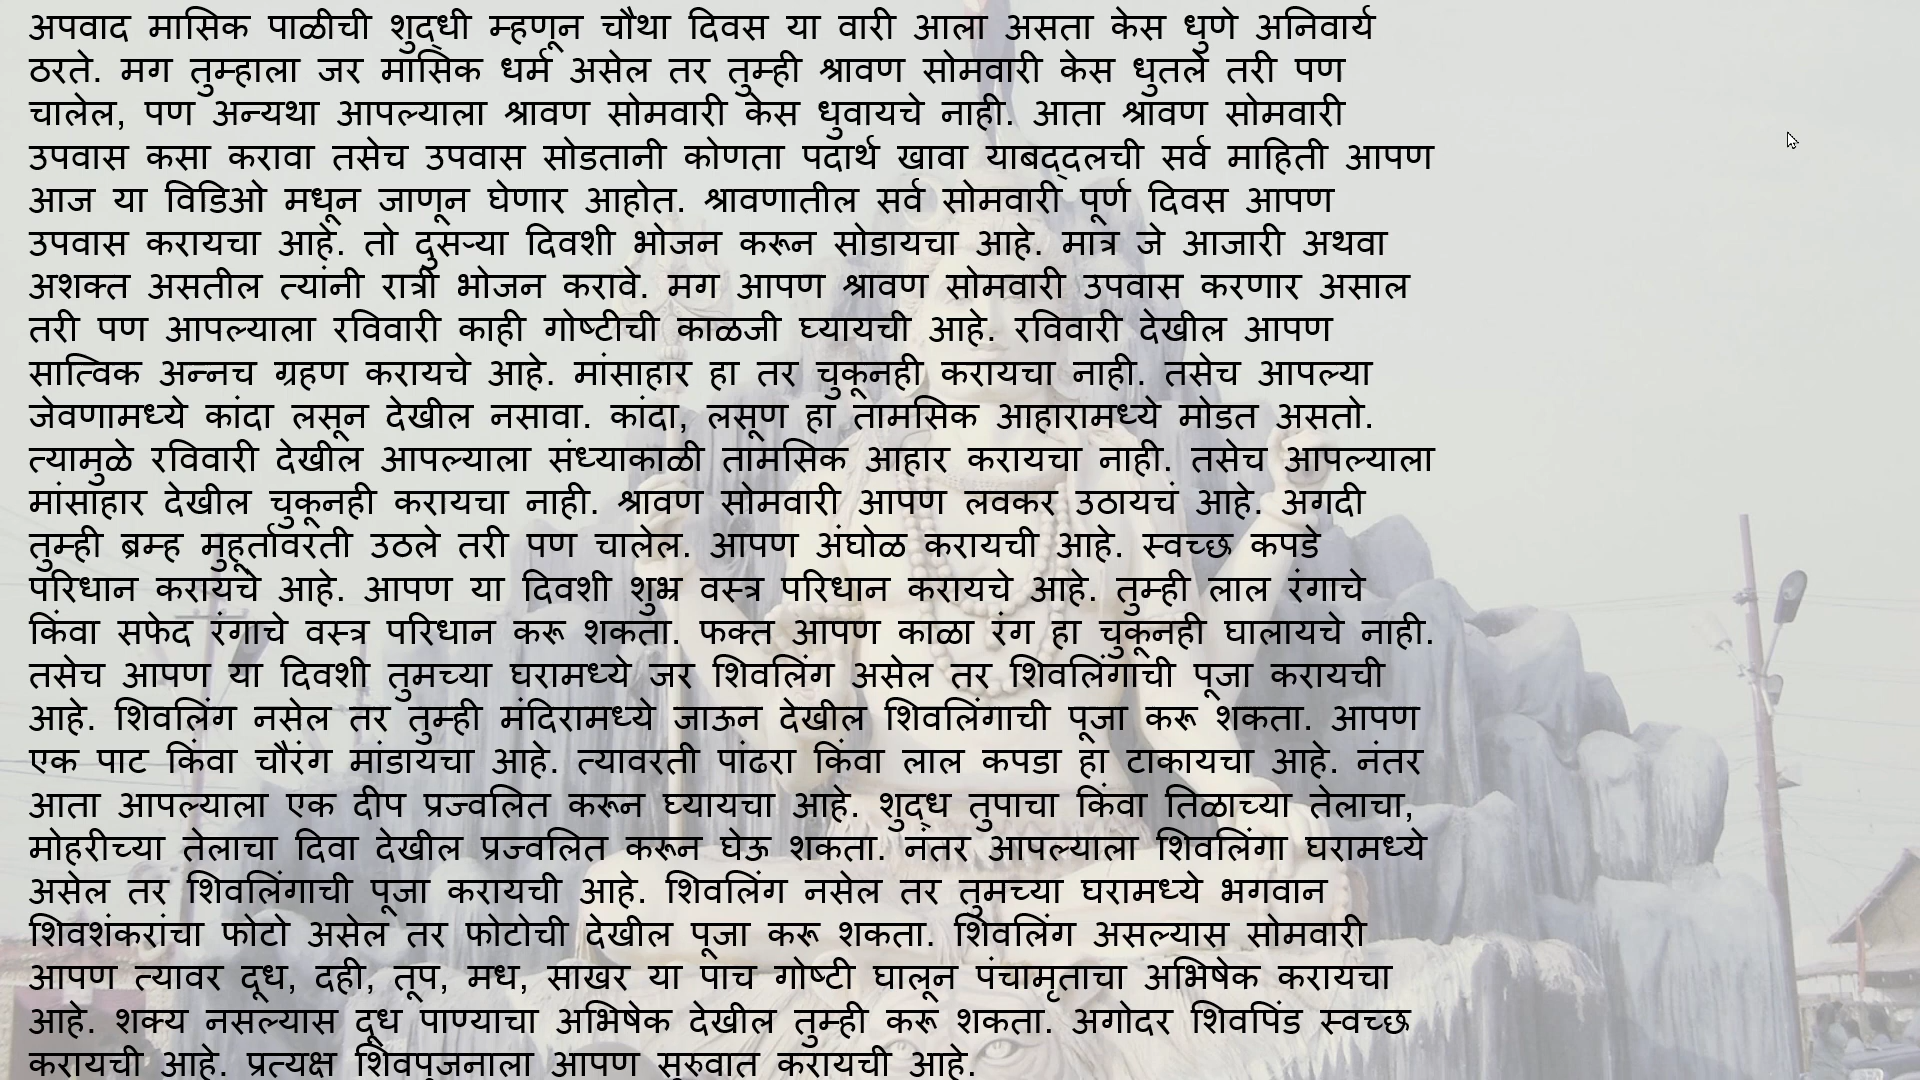 अपवाद मासिक पाळीची शुद्धी म्हणून चौथा दिवस या वारी आला असता केस धुणे अनिवार्य
ठरते. मग तुम्हाला जर मासिक धर्म असेल तर तुम्ही श्रावण सोमवारी केस धुतले तरी पण
चालेल, पण अन्यथा आपल्याला श्रावण सोमवारी केस धुवायचे नाही. आता श्रावण सोमवारी
उपवास कसा करावा तसेच उपवास सोडतानी कोणता पदार्थ खावा याबद्दलची सर्व माहिती आपण
आज या विडिओ मधून जाणून घेणार आहोत. श्रावणातील सर्व सोमवारी पूर्ण दिवस आपण
उपवास करायचा आहे. तो दुसऱ्या दिवशी भोजन करून सोडायचा आहे. मात्र जे आजारी अथवा
अशक्त असतील त्यांनी रात्री भोजन करावे. मग आपण श्रावण सोमवारी उपवास करणार असाल
तरी पण आपल्याला रविवारी काही गोष्टीची काळजी घ्यायची आहे. रविवारी देखील आपण
सात्विक अन्नच ग्रहण करायचे आहे. मांसाहार हा तर चुकूनही करायचा नाही. तसेच आपल्या
जेवणामध्ये कांदा लसून देखील नसावा. कांदा, लसूण हा तामसिक आहारामध्ये मोडत असतो.
त्यामुळे रविवारी देखील आपल्याला संध्याकाळी तामसिक आहार करायचा नाही. तसेच आपल्याला
मांसाहार देखील चुकूनही करायचा नाही. श्रावण सोमवारी आपण लवकर उठायचं आहे. अगदी
तुम्ही ब्रम्ह मुहूर्तावरती उठले तरी पण चालेल. आपण अंघोळ करायची आहे. स्वच्छ कपडे
परिधान करायचे आहे. आपण या दिवशी शुभ्र वस्त्र परिधान करायचे आहे. तुम्ही लाल रंगाचे
किंवा सफेद रंगाचे वस्त्र परिधान करू शकता. फक्त आपण काळा रंग हा चुकूनही घालायचे नाही.
तसेच आपण या दिवशी तुमच्या घरामध्ये जर शिवलिंग असेल तर शिवलिंगाची पूजा करायची
आहे. शिवलिंग नसेल तर तुम्ही मंदिरामध्ये जाऊन देखील शिवलिंगाची पूजा करू शकता. आपण
एक पाट किंवा चौरंग मांडायचा आहे. त्यावरती पांढरा किंवा लाल कपडा हा टाकायचा आहे. नंतर
आता आपल्याला एक दीप प्रज्वलित करून घ्यायचा आहे. शुद्ध तुपाचा किंवा तिळाच्या तेलाचा,
मोहरीच्या तेलाचा दिवा देखील प्रज्वलित करून घेऊ शकता. नंतर आपल्याला शिवलिंगा घरामध्ये
असेल तर शिवलिंगाची पूजा करायची आहे. शिवलिंग नसेल तर तुमच्या घरामध्ये भगवान
शिवशंकरांचा फोटो असेल तर फोटोची देखील पूजा करू शकता. शिवलिंग असल्यास सोमवारी
आपण त्यावर दूध, दही, तूप, मध, साखर या पाच गोष्टी घालून पंचामृताचा अभिषेक करायचा
आहे. शक्य नसल्यास दूध पाण्याचा अभिषेक देखील तुम्ही करू शकता. अगोदर शिवपिंड स्वच्छ
करायची आहे. प्रत्यक्ष शिवपूजनाला आपण सुरुवात करायची आहे.